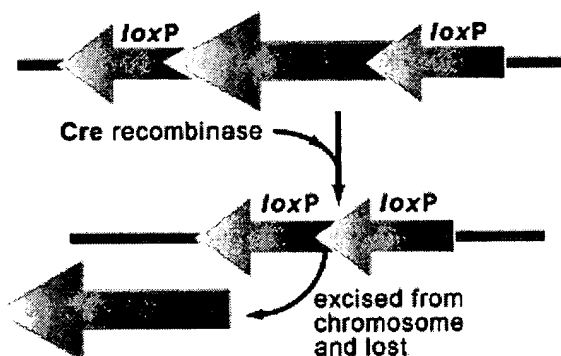 loxP loxP
Cre recombinase
loxP loxP
excised from
chromosome
and lost